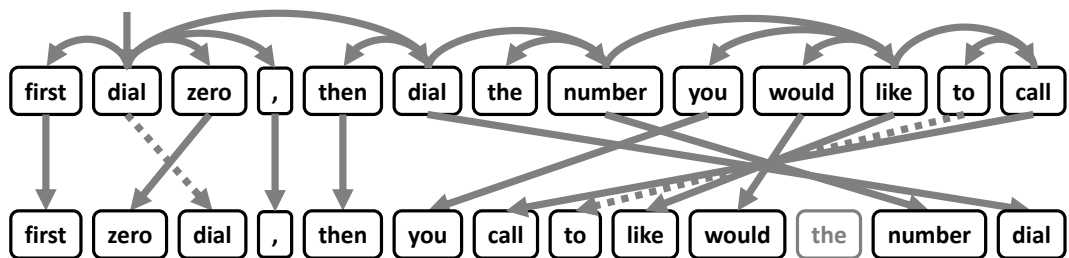 first dial zero , then dial the number you would like to call
first zero dial , then you call to like would the number dial